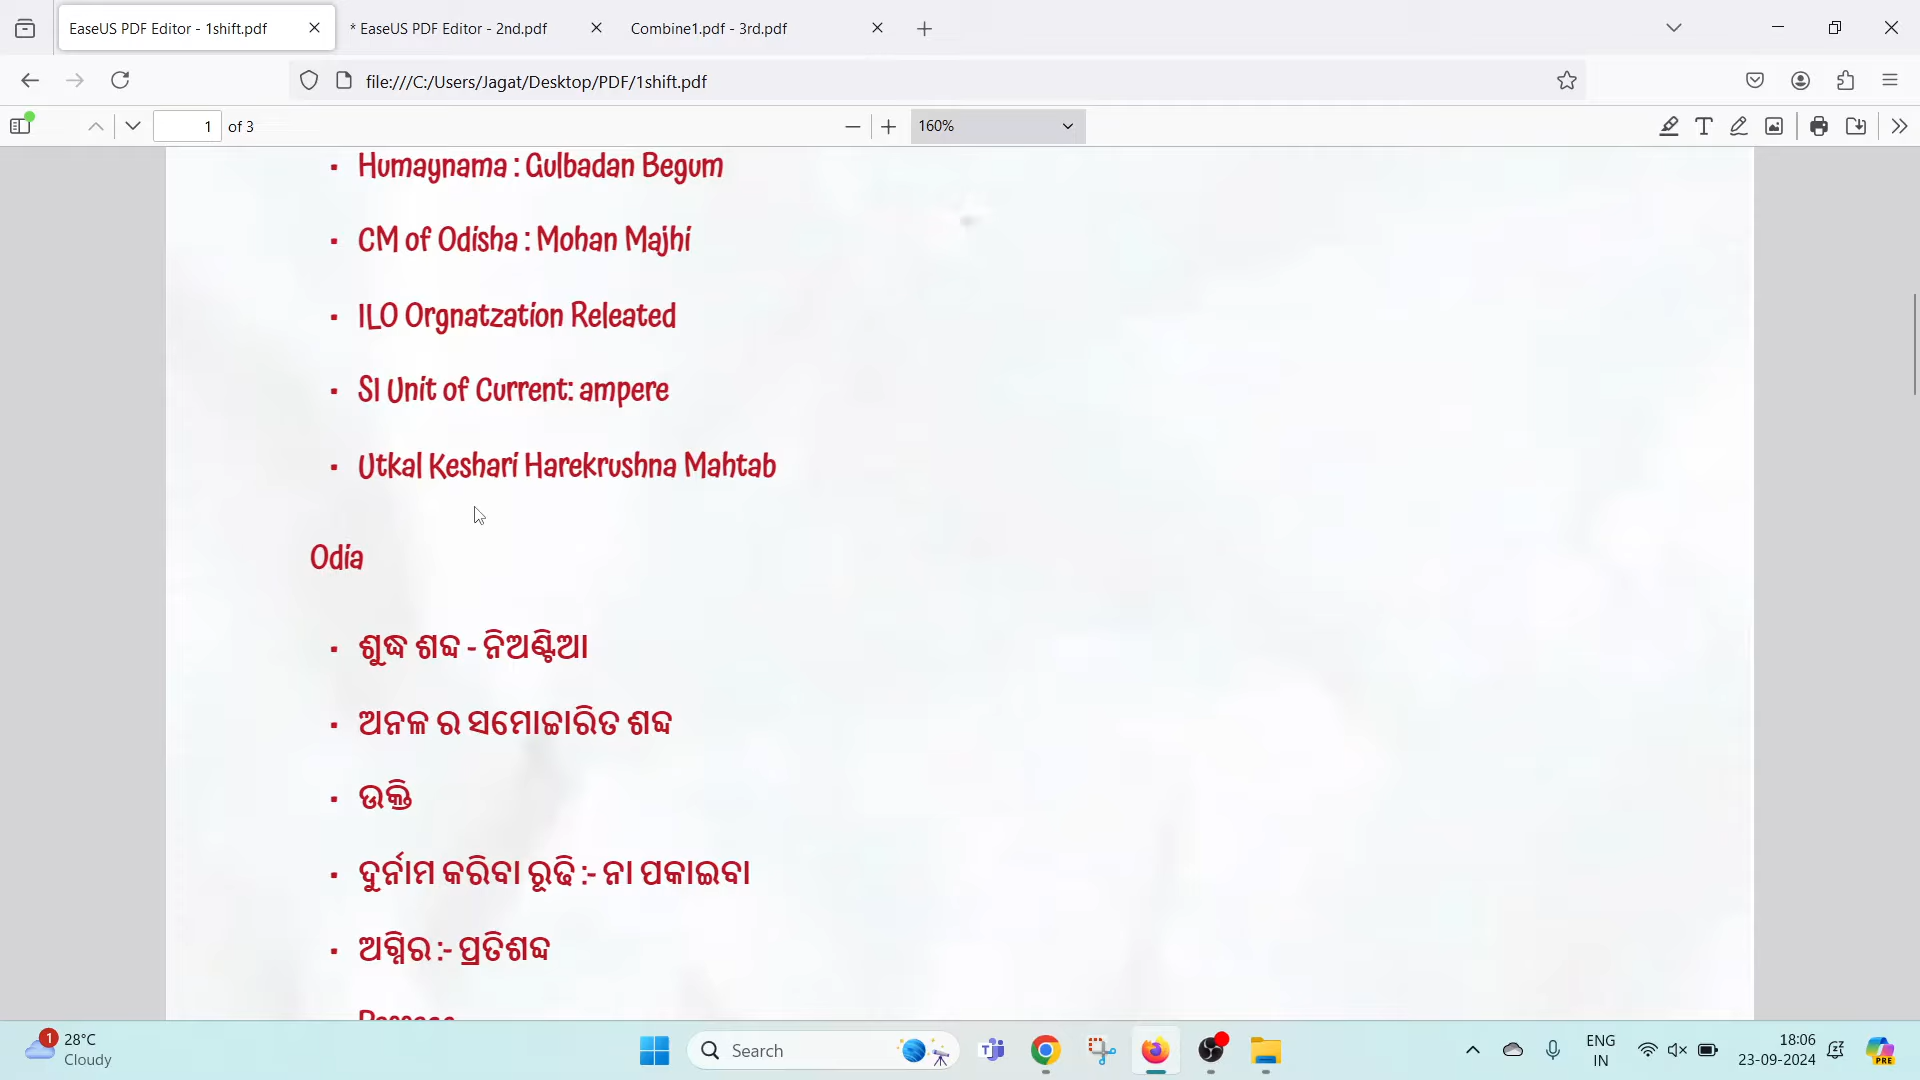 EaseUS PDF Editor - 1shift.pdf
* EaseUS PDF Editor - 2nd.pdf
Combine1.pdf - 3rd.pdf
file:///C:/Users/Jagat/Desktop/PDF/1shift.pdf
1 of 3
160%
Humaynama : Gulbadan Begum
CM of Odisha : Mohan Majhi
ILO Orgnatzation Releated
SI Unit of Current: ampere
Utkal Keshari Harekrushna Mahtab
Odia
ଶୁଦ୍ଧ ଶବ୍ଦ - ନିଅଣ୍ଟିଆ
ଅନଳ ର ସମୋଚ୍ଚାରିତ ଶବ୍ଦ
ଉକ୍ତି
ଦୁର୍ନାମ କରିବା ରୂଢି :- ନା ପକାଇବା
ଅଗ୍ନିର :- ପ୍ରତିଶବ୍ଦ
1
28°C
Cloudy
Search
ENG
IN
18:06
23-09-2024
PRE